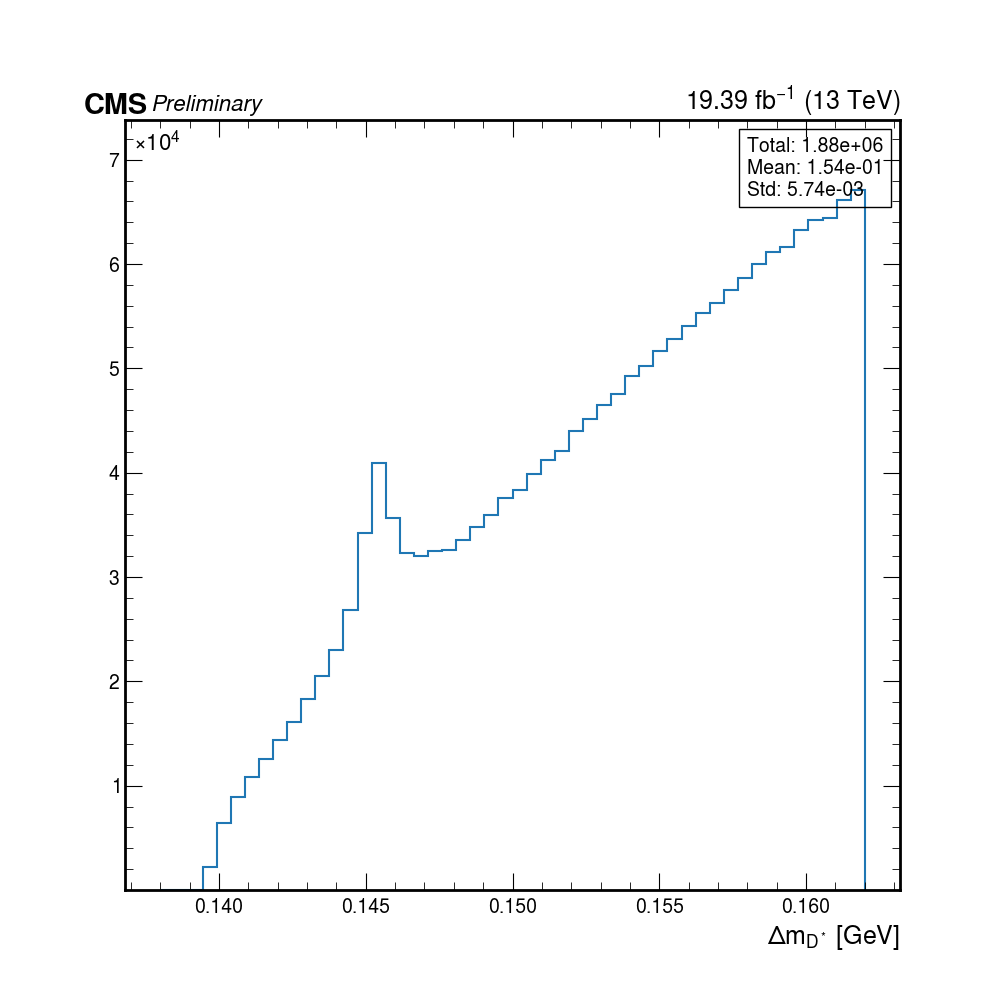 CMS Preliminary
19.39 fb⁻¹ (13 TeV)
×10⁴
Total: 1.88e+06
Mean: 1.54e-01
Std: 5.74e-03
7
6
5
4
3
2
1
0.140 0.145 0.150 0.155 0.160
Δm_D* [GeV]